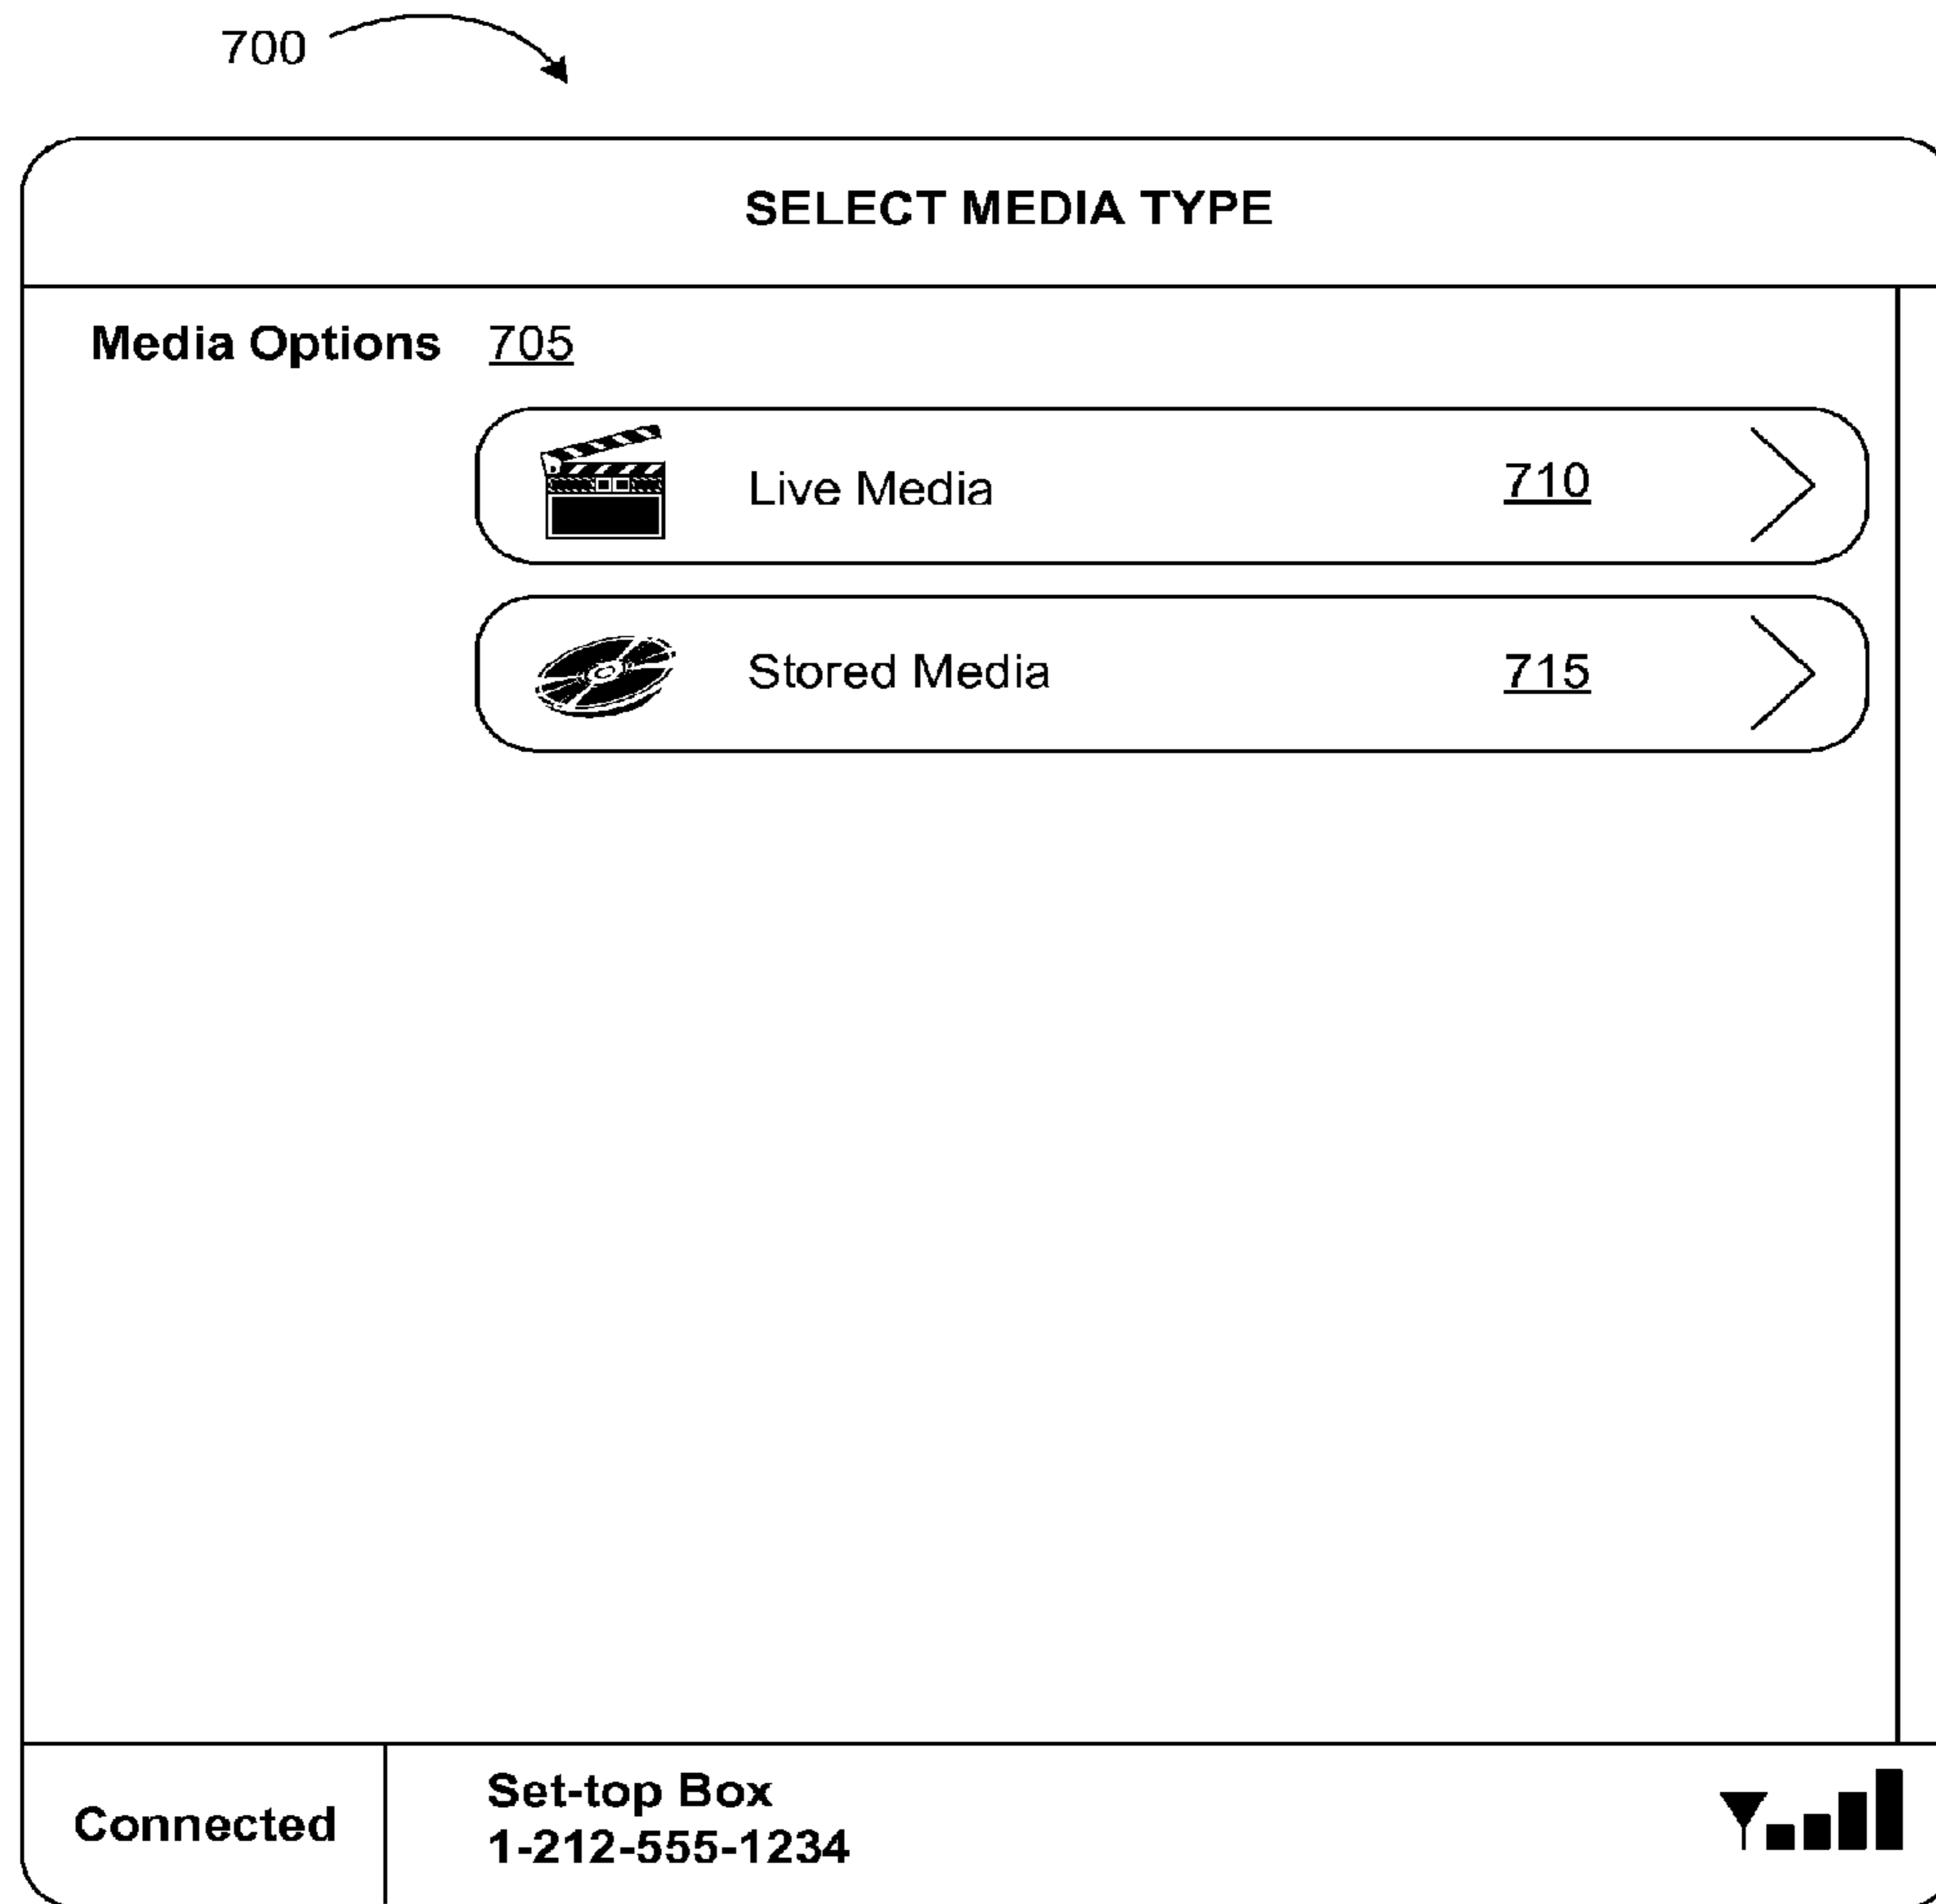 700
SELECT MEDIA TYPE
Media Options 705
Live Media 710
Stored Media 715
Connected
Set-top Box
1-212-555-1234